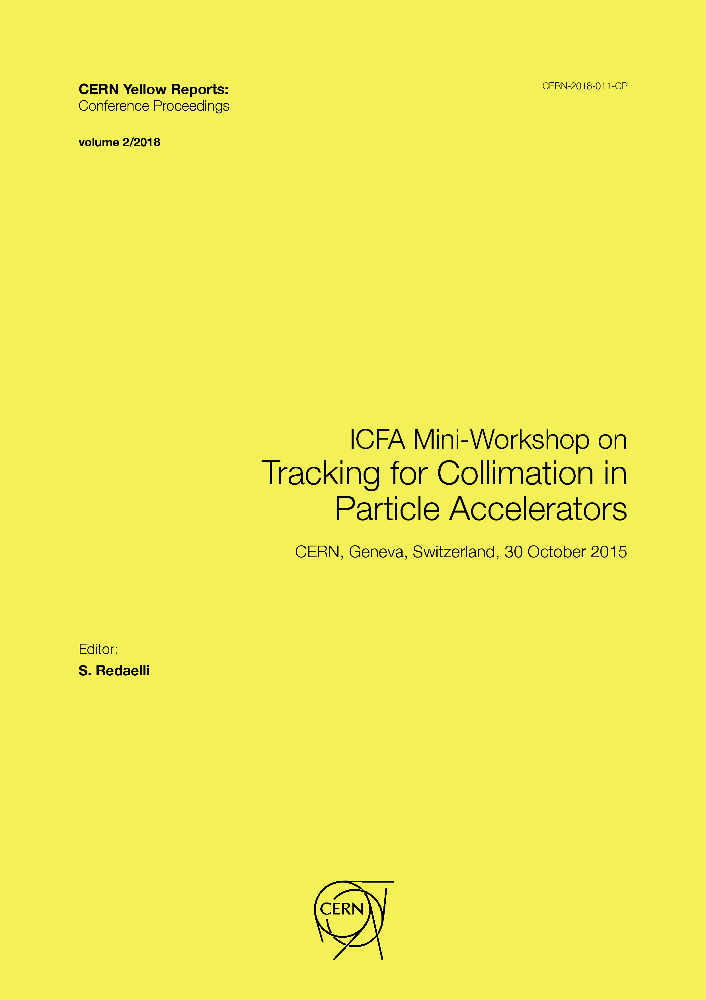 CERN Yellow Reports:
Conference Proceedings
CERN-2018-011-CP
volume 2/2018
ICFA Mini-Workshop on
Tracking for Collimation in
Particle Accelerators
CERN, Geneva, Switzerland, 30 October 2015
Editor:
S. Redaelli
CERN